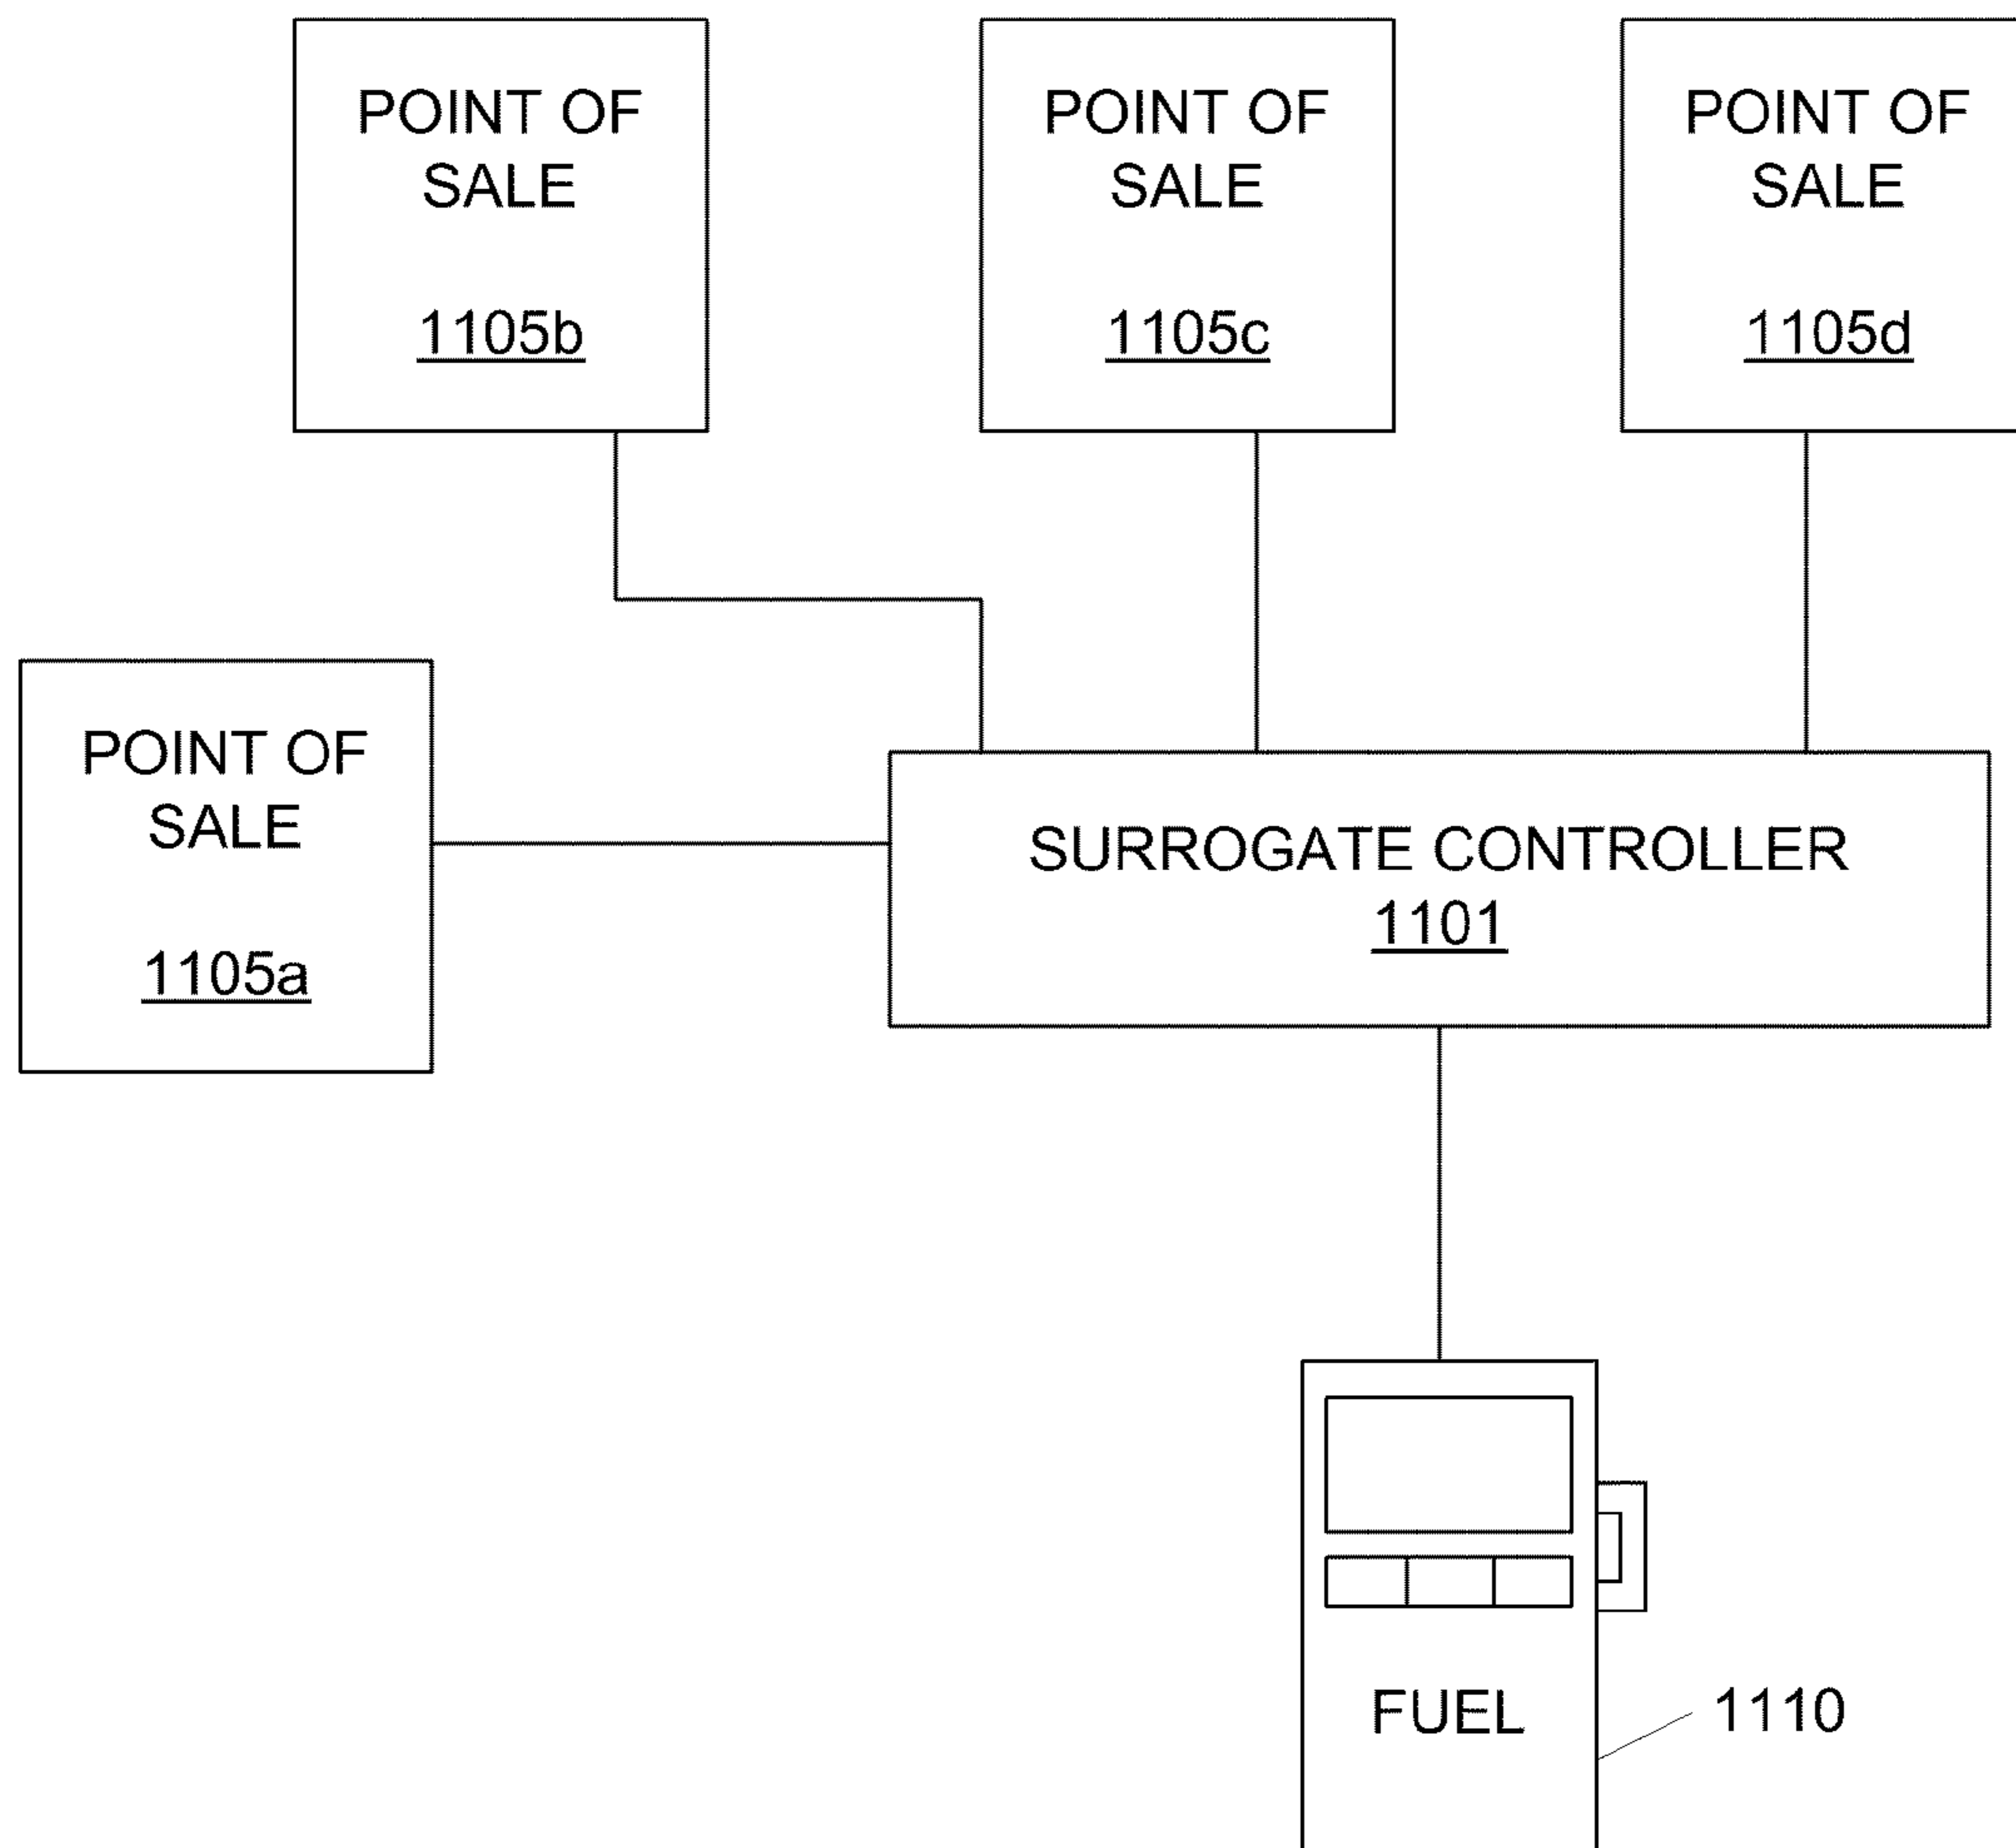 POINT OF
SALE
1105b
POINT OF
SALE
1105c
POINT OF
SALE
1105d
POINT OF
SALE
1105a
SURROGATE CONTROLLER
1101
FUEL
1110